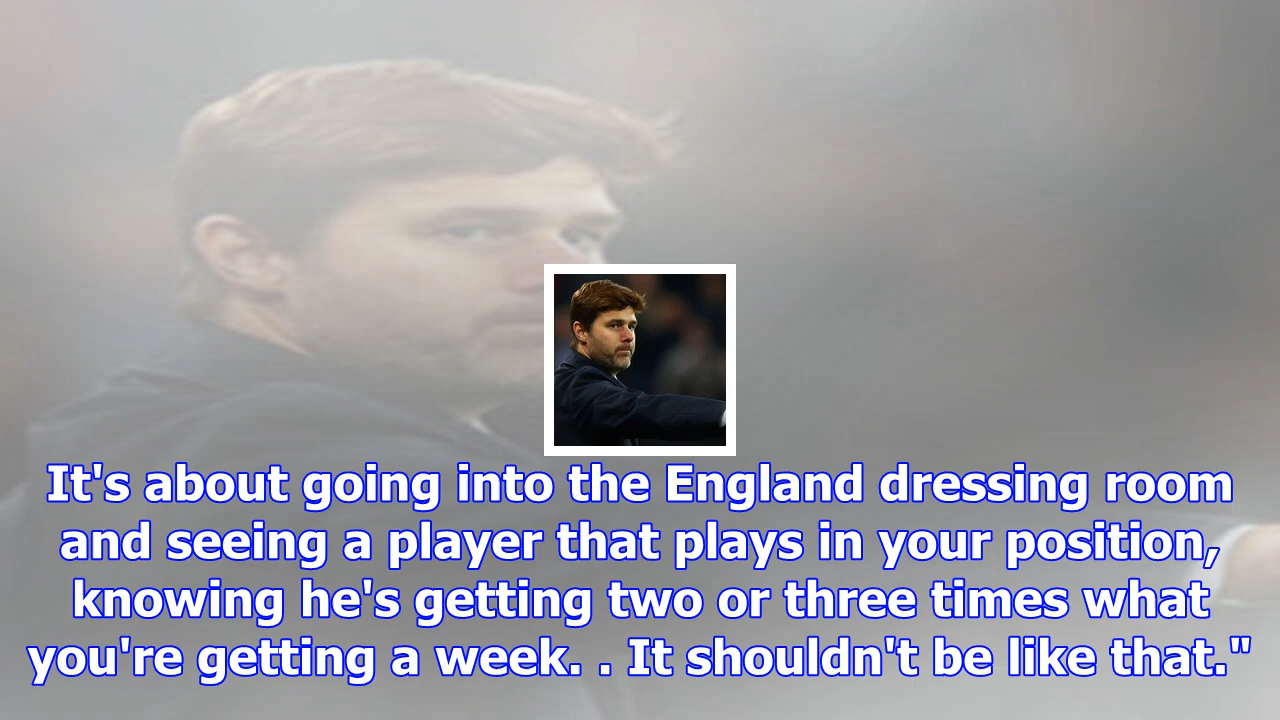 It's about going into the England dressing room
and seeing a player that plays in your position,
knowing he's getting two or three times what
you're getting a week. . It shouldn't be like that."